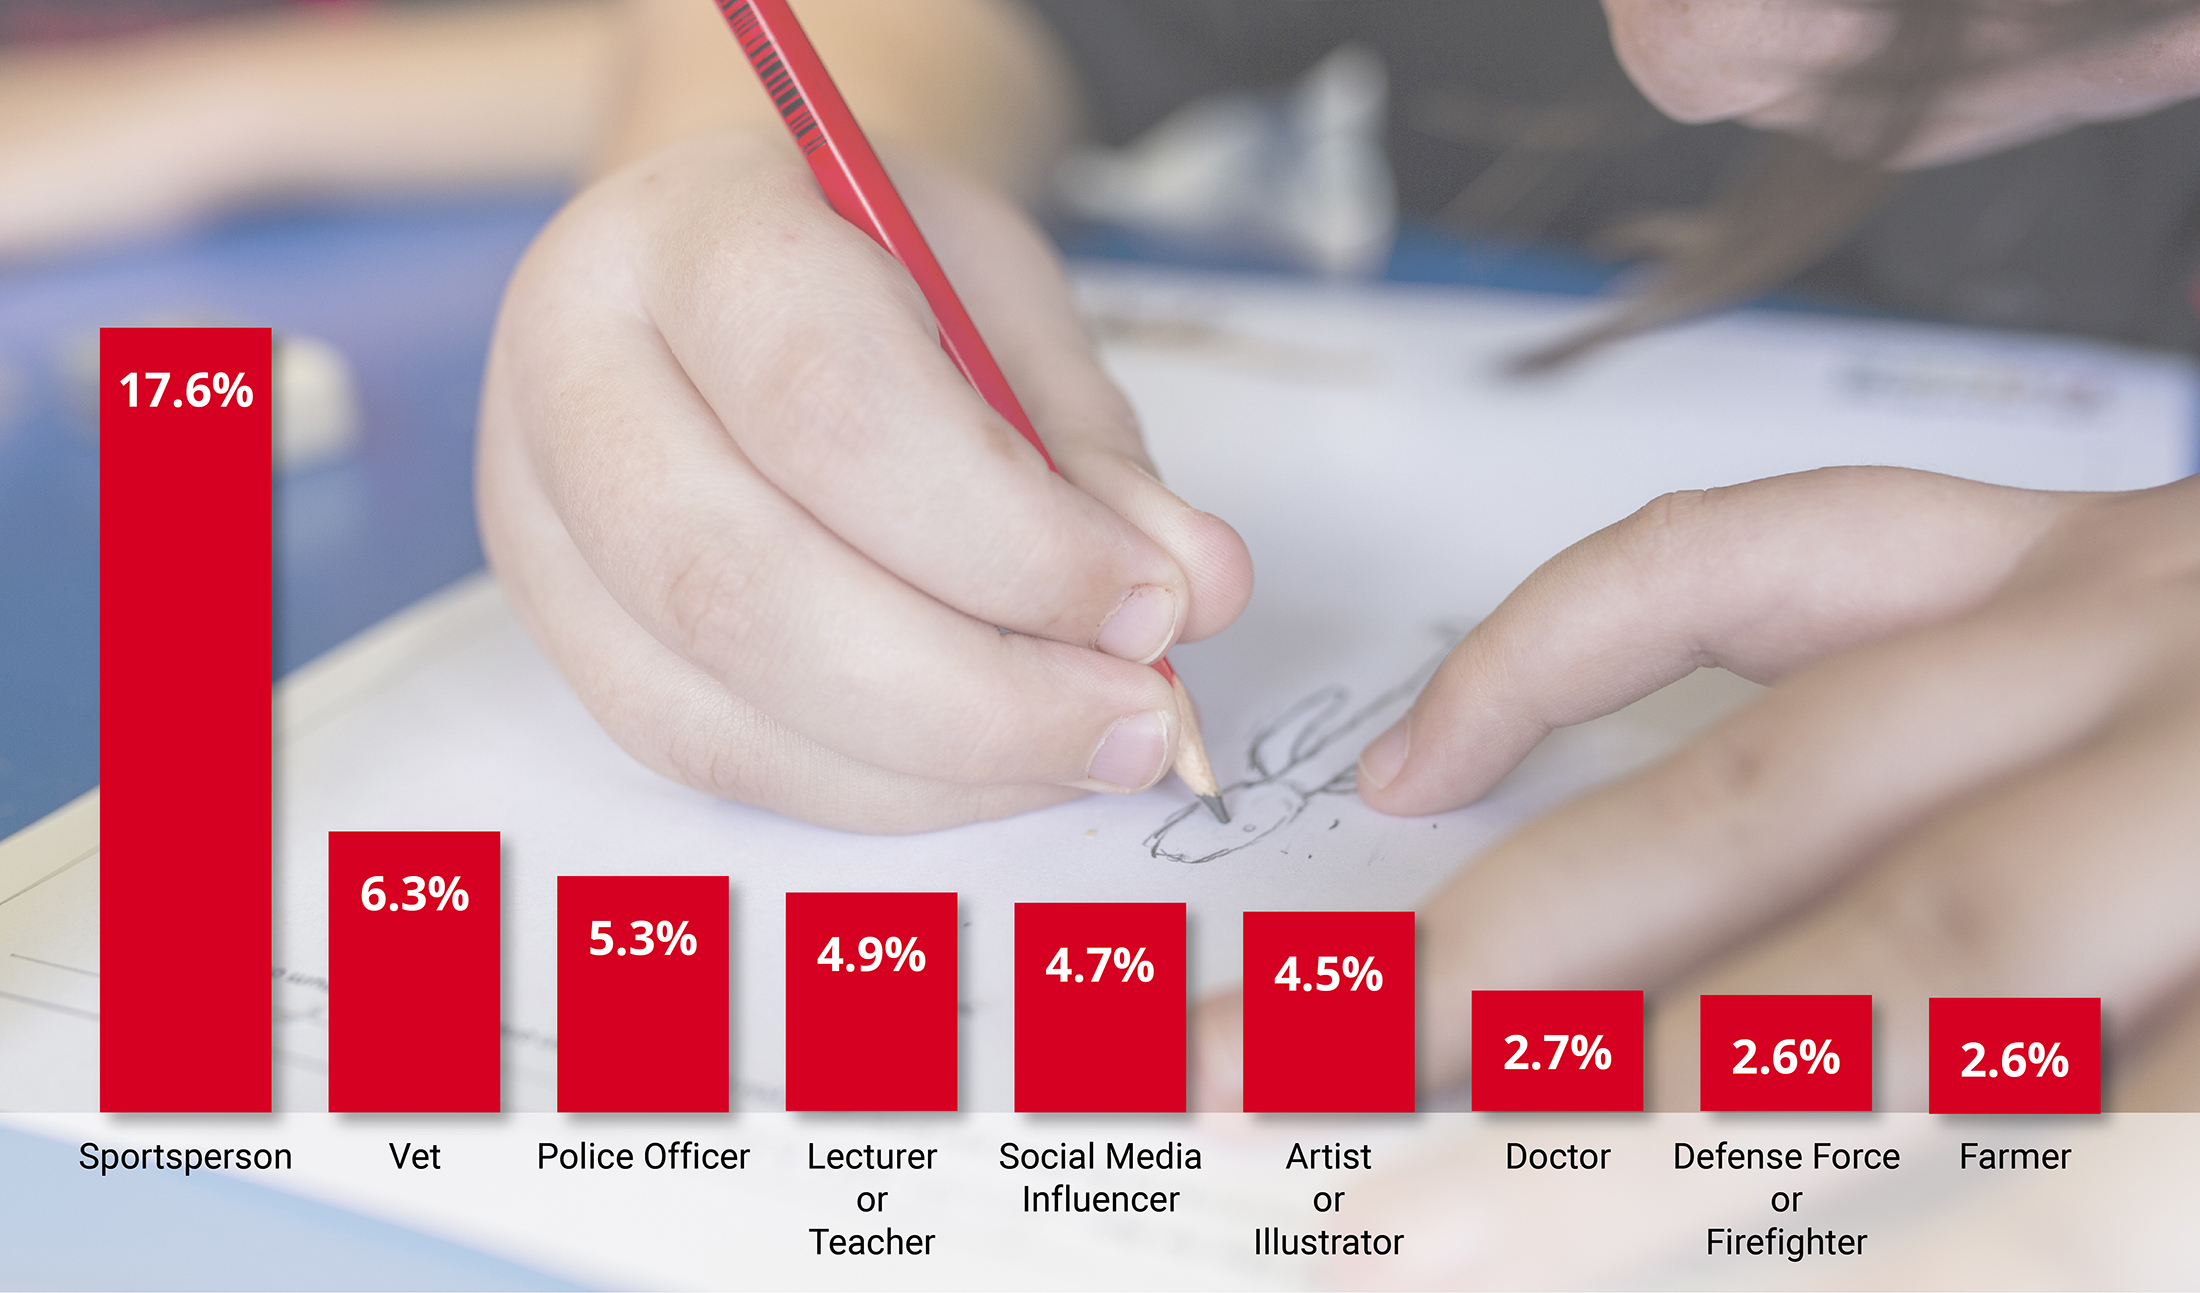 17.6%
6.3%
5.3%
4.9%
4.7%
4.5%
2.7%
2.6%
2.6%
Sportsperson
Vet
Police Officer
Lecturer
or
Teacher
Social Media
Influencer
Artist
or
Illustrator
Doctor
Defense Force
or
Firefighter
Farmer